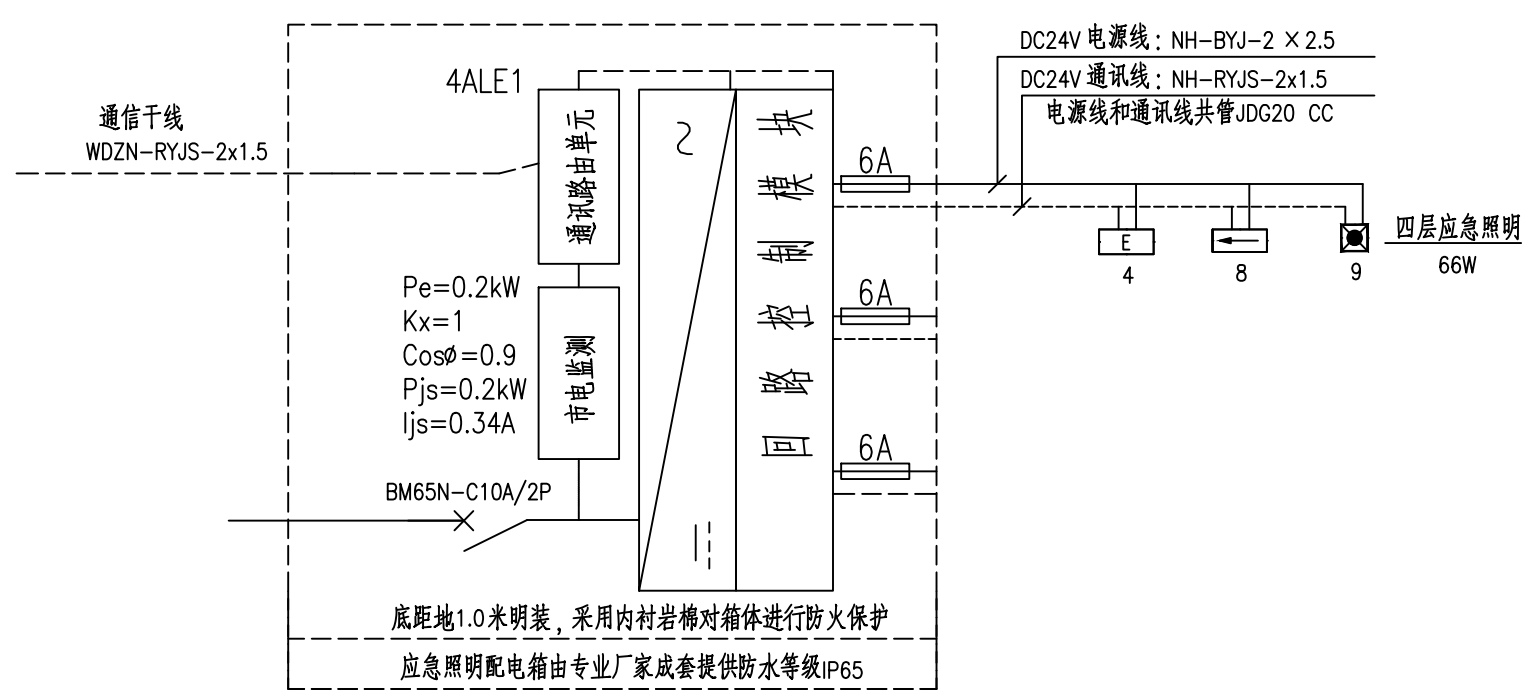 DC24V 电源线：NH-BYJ-2 ×2.5
DC24V 通讯线：NH-RYJS-2x1.5
电源线和通讯线共管JDG20 CC
4ALE1
通信干线
WDZN-RYJS-2x1.5
通讯路由单元
市电监测
~
回路控制模块
6A
6A
6A
E
4
8
9
四层应急照明
66W
Pe=0.2kW
Kx=1
Cosø=0.9
Pjs=0.2kW
Ijs=0.34A
BM65N-C10A/2P
底距地1.0米明装，采用内衬岩棉对箱体进行防火保护
应急照明配电箱由专业厂家成套提供防水等级IP65